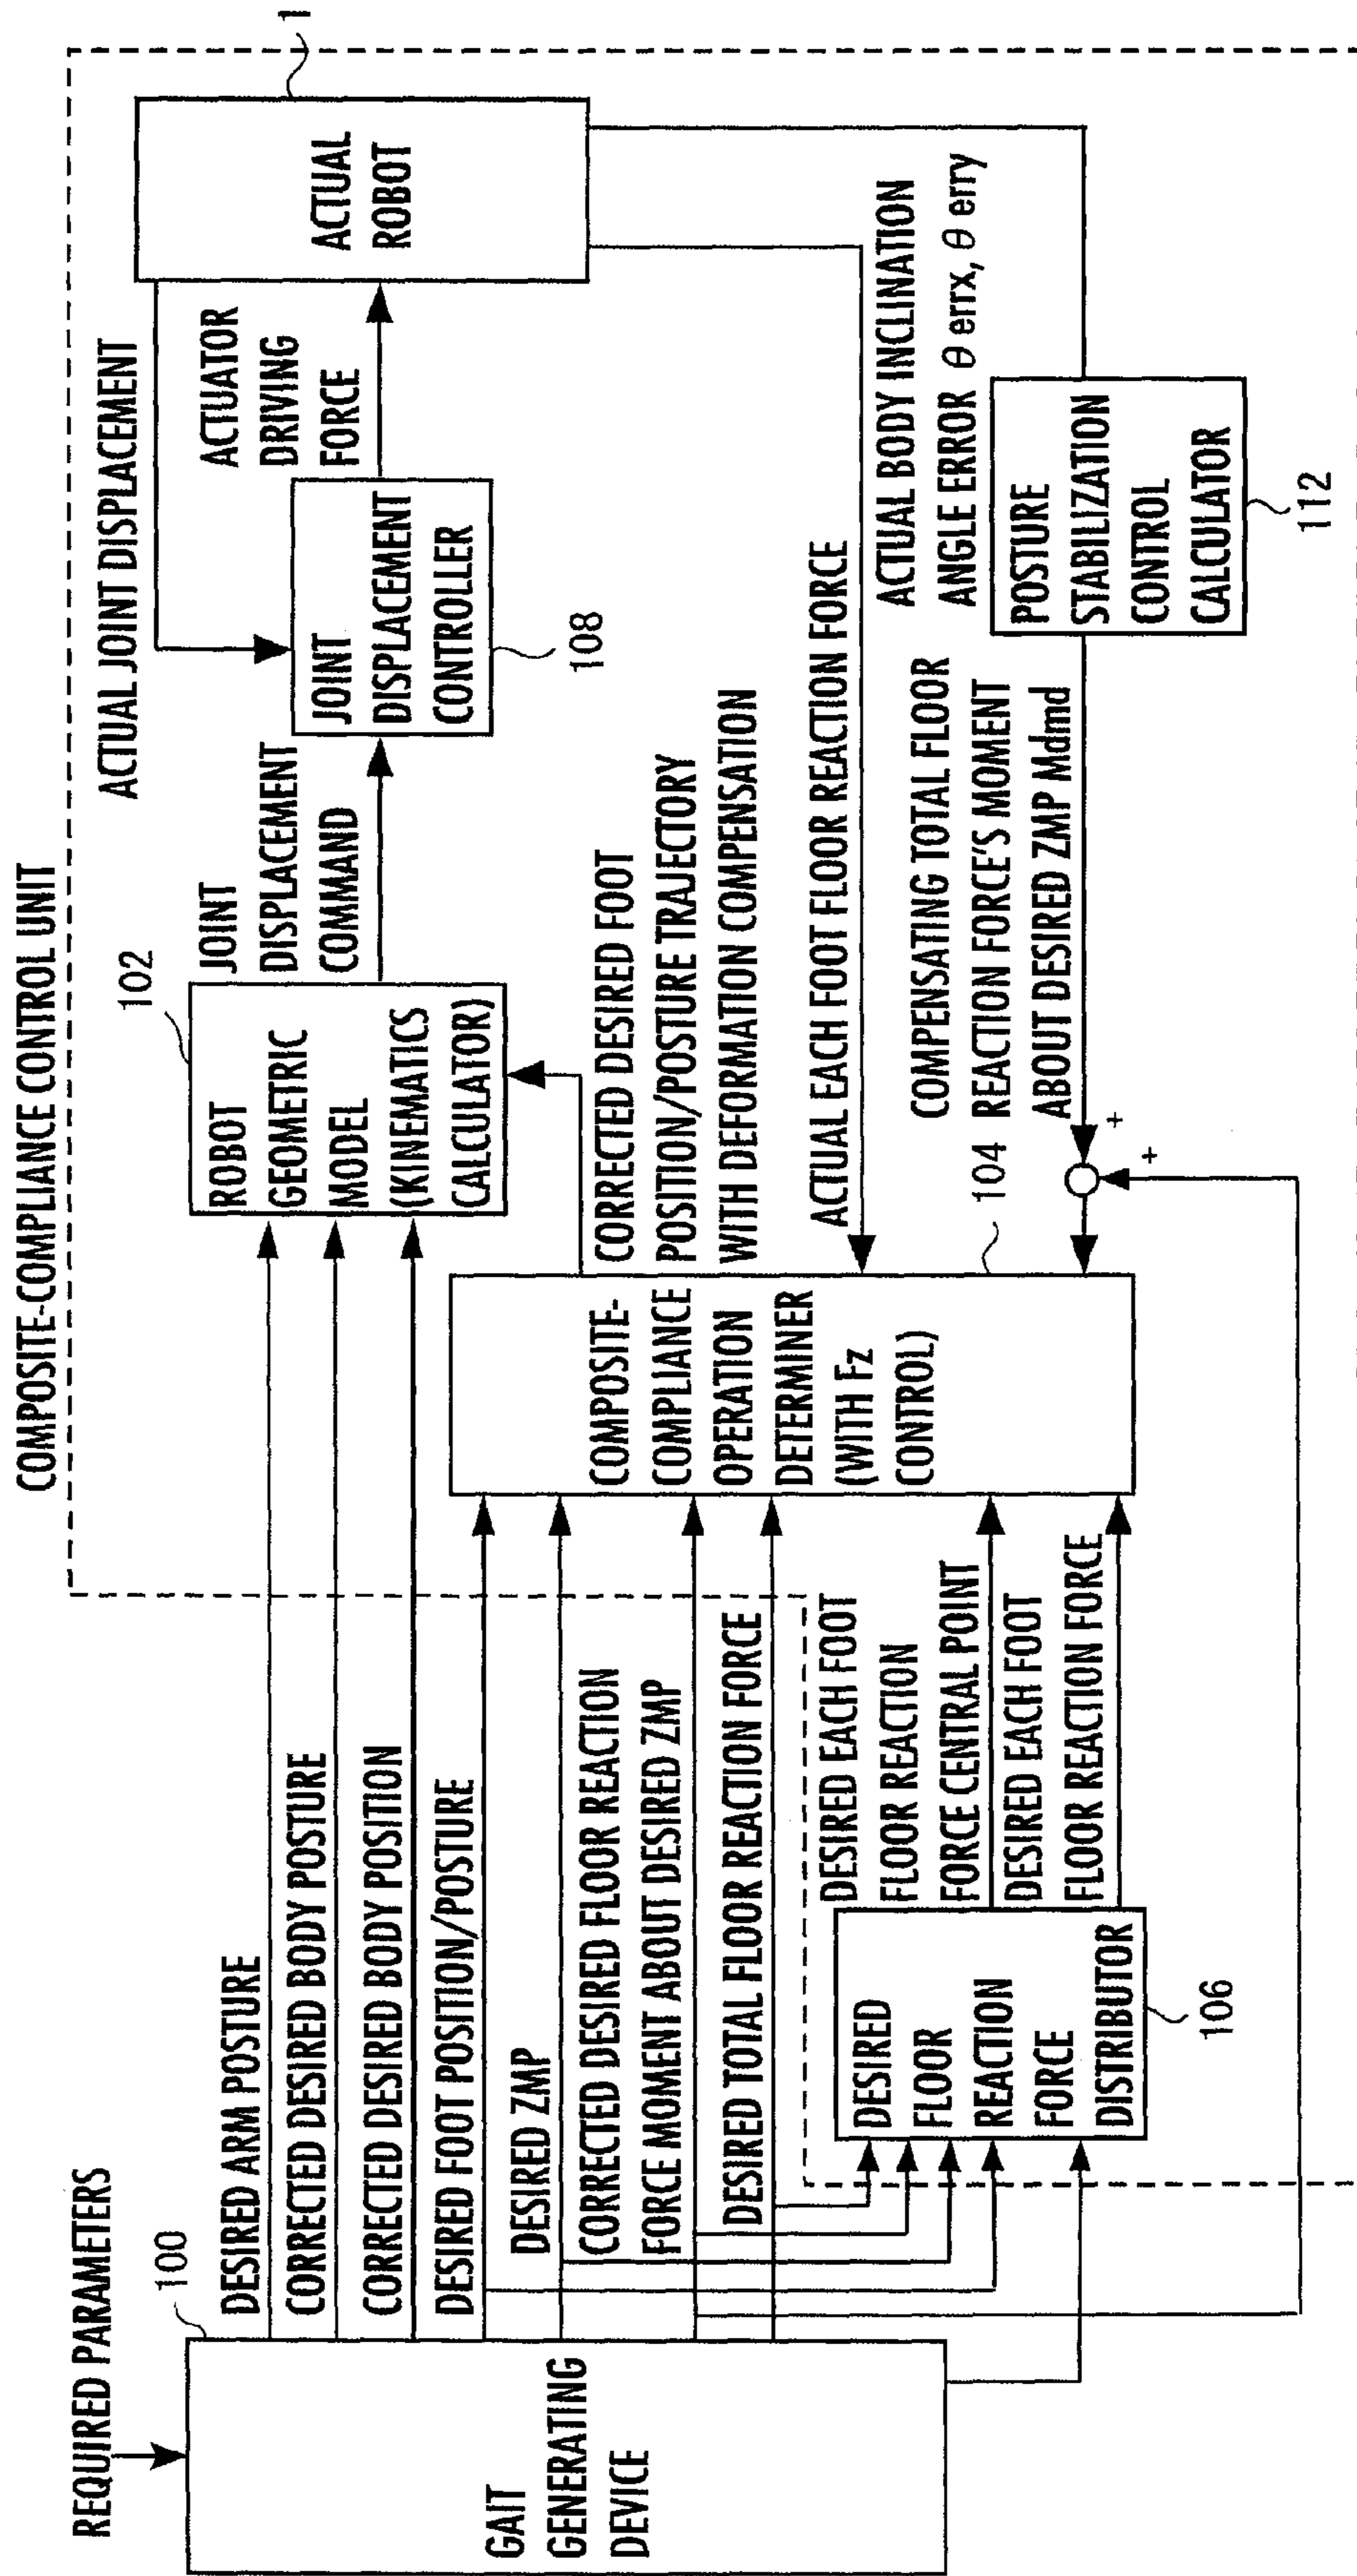 COMPOSITE-COMPLIANCE CONTROL UNIT
REQUIRED PARAMETERS
100
GAIT
GENERATING
DEVICE
DESIRED ARM POSTURE
CORRECTED DESIRED BODY POSTURE
CORRECTED DESIRED BODY POSITION
DESIRED FOOT POSITION/POSTURE
DESIRED ZMP
CORRECTED DESIRED FLOOR REACTION
FORCE MOMENT ABOUT DESIRED ZMP
DESIRED TOTAL FLOOR REACTION FORCE
DESIRED
FLOOR
REACTION
FORCE
DISTRIBUTOR
106
DESIRED EACH FOOT
FLOOR REACTION
FORCE CENTRAL POINT
DESIRED EACH FOOT
FLOOR REACTION FORCE
102
ROBOT
GEOMETRIC
MODEL
(KINEMATICS
CALCULATOR)
COMPOSITE-
COMPLIANCE
OPERATION
DETERMINER
(WITH Fz
CONTROL)
104
JOINT
DISPLACEMENT
COMMAND
CORRECTED DESIRED FOOT
POSITION/POSTURE TRAJECTORY
WITH DEFORMATION COMPENSATION
ACTUAL EACH FOOT FLOOR REACTION FORCE
COMPENSATING TOTAL FLOOR
REACTION FORCE'S MOMENT
ABOUT DESIRED ZMP Mdmd
+
+
ACTUAL JOINT DISPLACEMENT
JOINT
DISPLACEMENT
CONTROLLER
108
ACTUATOR
DRIVING
FORCE
ACTUAL
ROBOT
1
ACTUAL BODY INCLINATION
ANGLE ERROR θ errx, θ erry
POSTURE
STABILIZATION
CONTROL
CALCULATOR
112